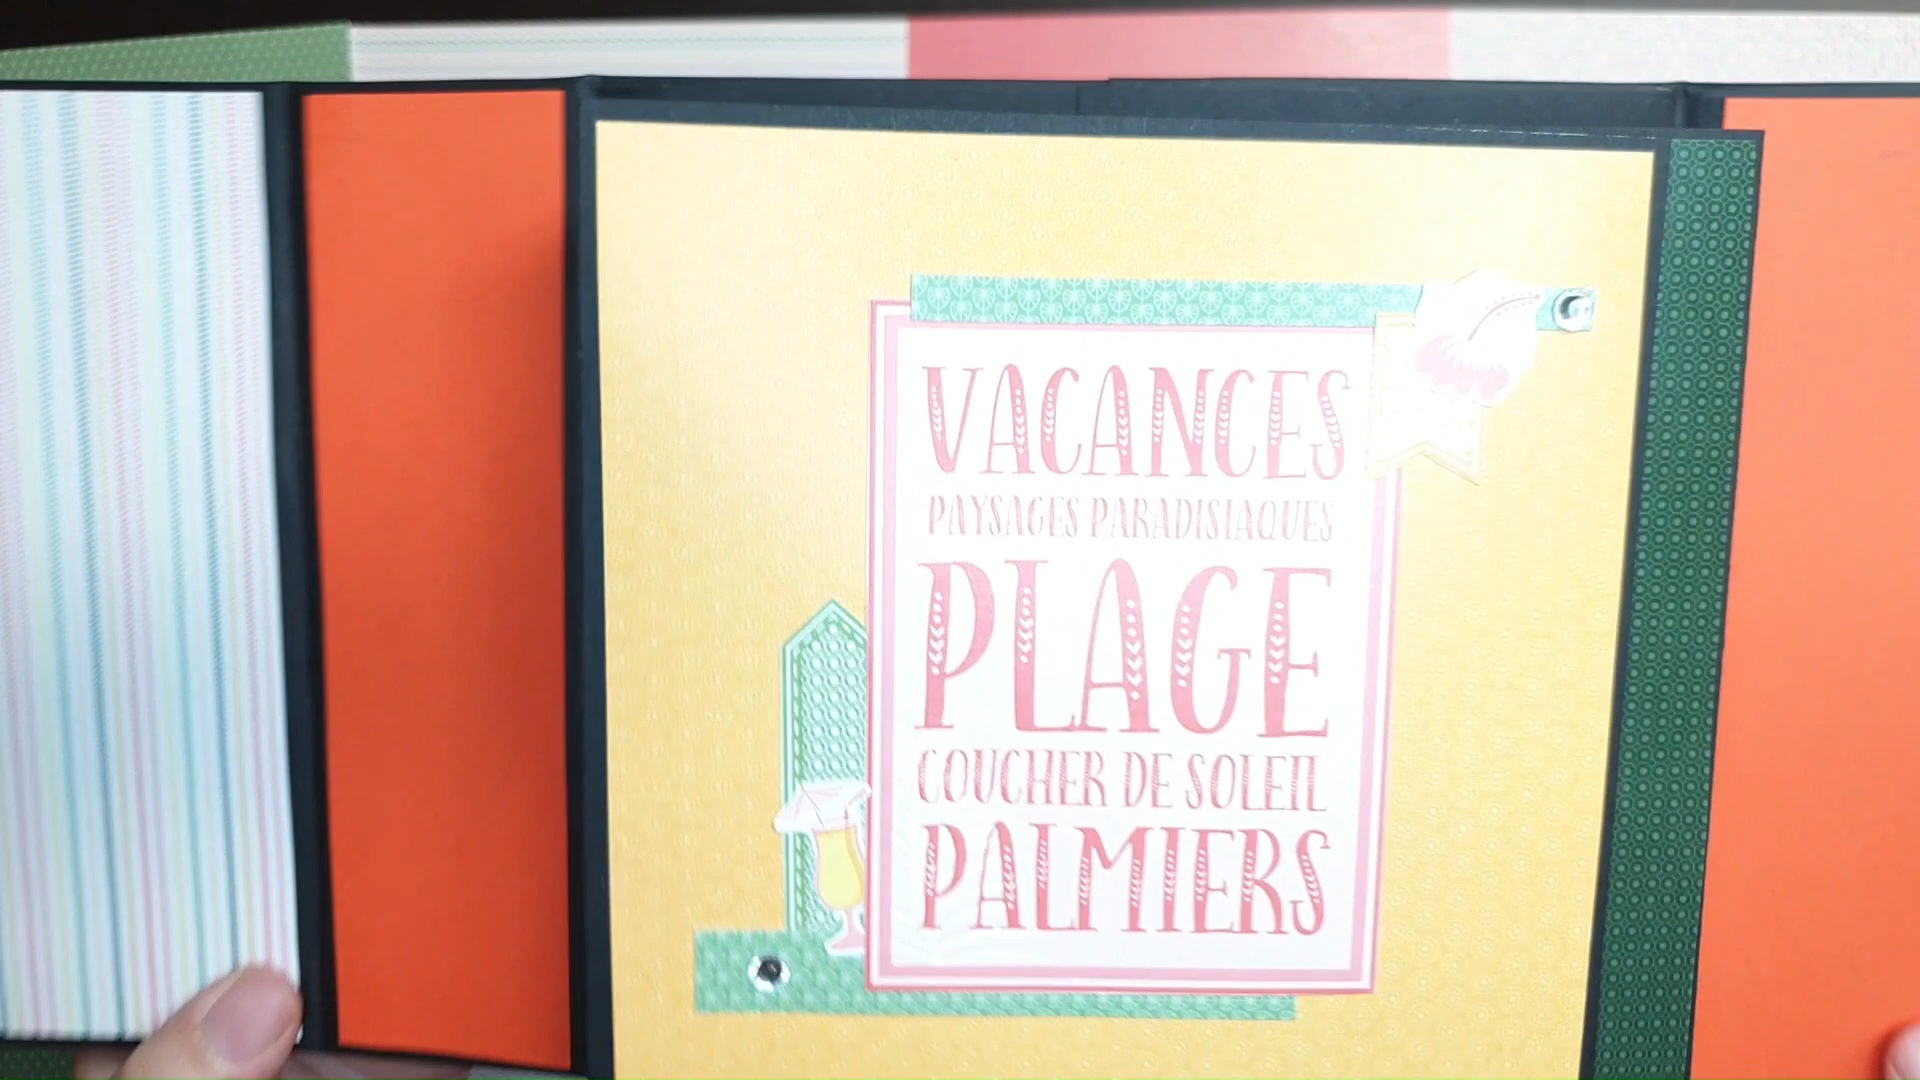 VACANCES
PAYSAGES PARADISIAQUES
PLAGE
COUCHER DE SOLEIL
PALMIERS